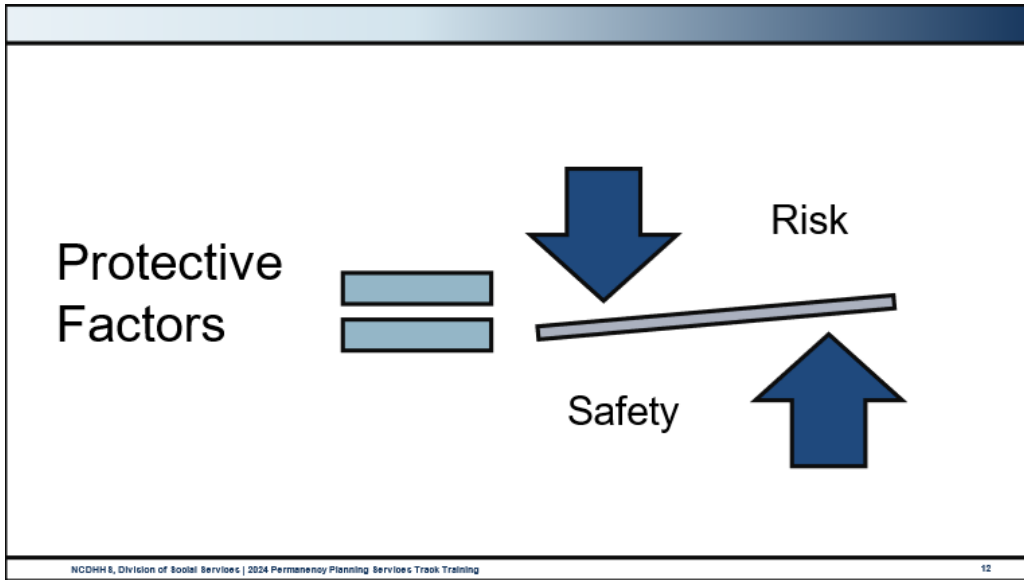 Protective
Factors
Risk
Safety
NCDHHS, Division of Social Services | 2024 Permanency Planning Services Track Training
12